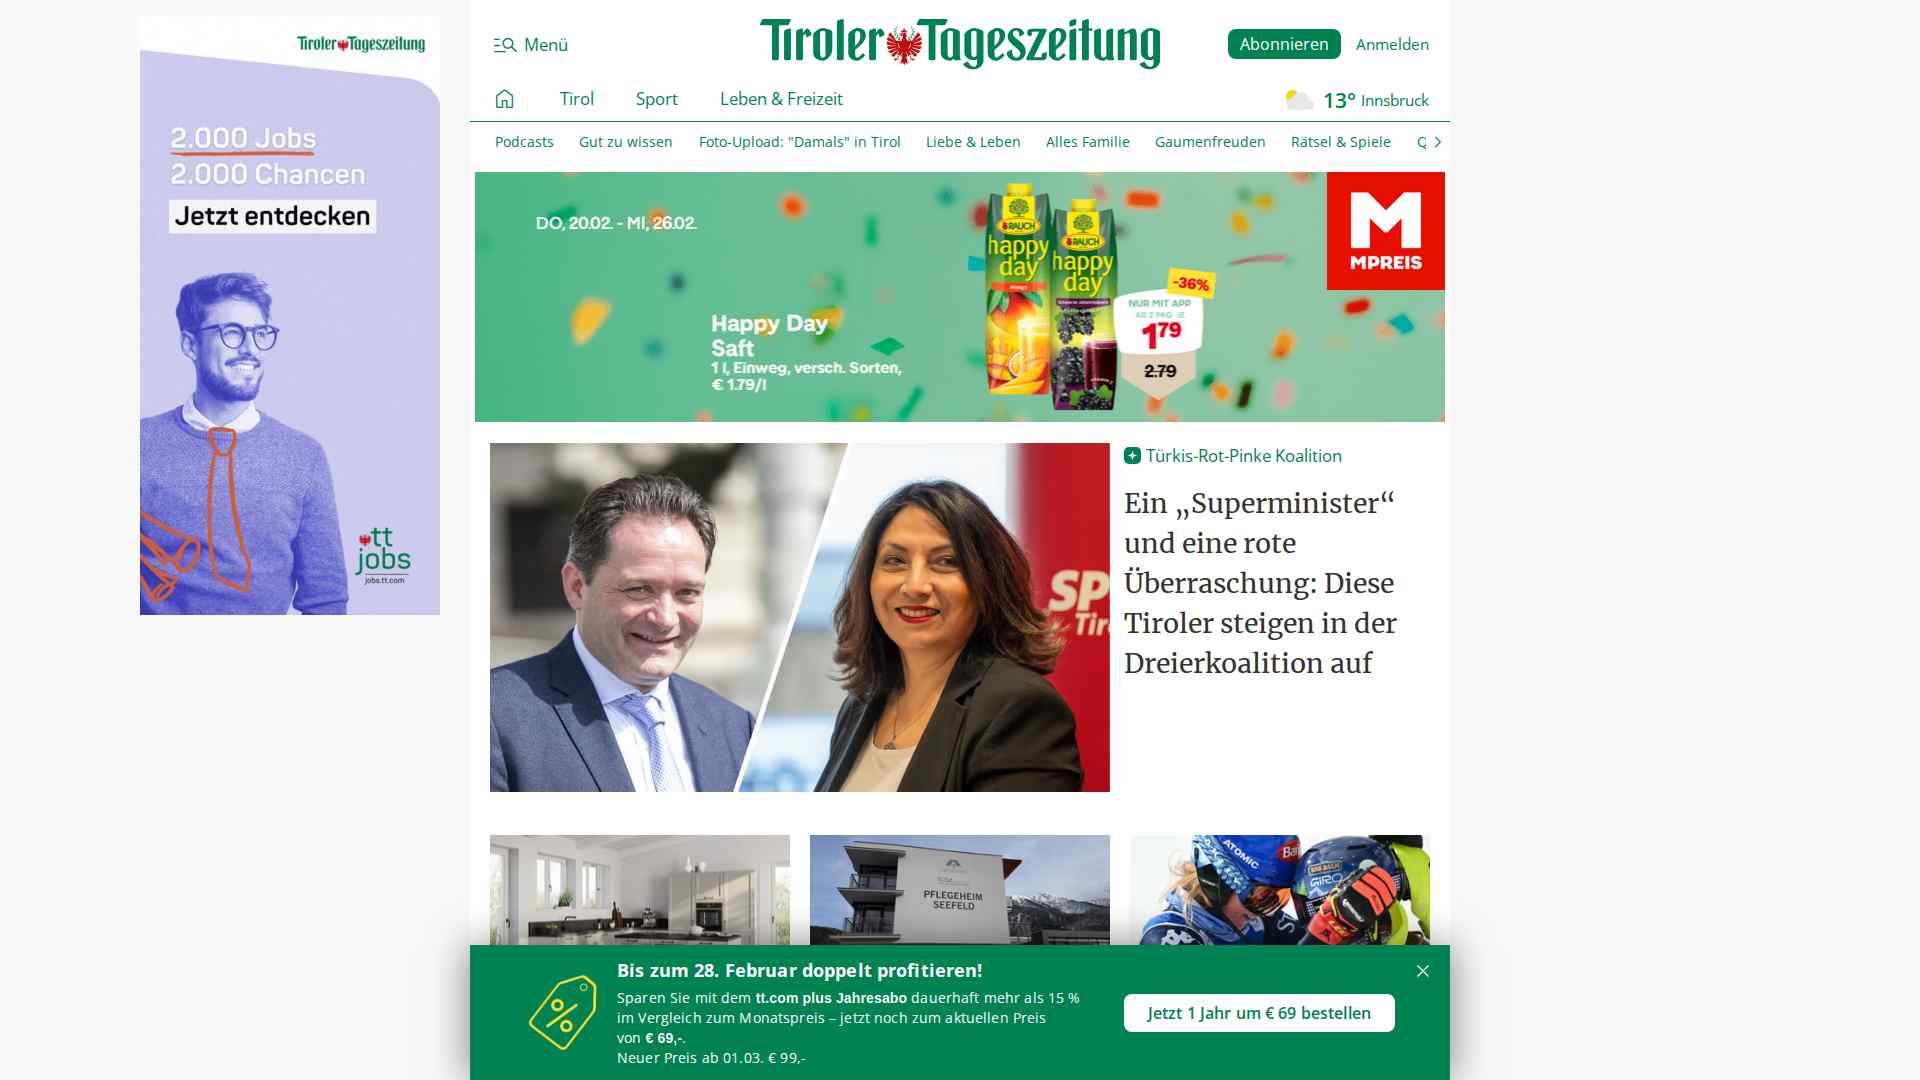 Tiroler Tageszeitung
2.000 Jobs
2.000 Chancen
Jetzt entdecken
tt
jobs
jobs.tt.com
Menü
Tiroler Tageszeitung
Abonnieren
Anmelden
Tirol
Sport
Leben & Freizeit
13° Innsbruck
Podcasts
Gut zu wissen
Foto-Upload: "Damals" in Tirol
Liebe & Leben
Alles Familie
Gaumenfreuden
Rätsel & Spiele
Q
DO, 20.02. - MI, 26.02.
Happy Day
Saft
1 l, Einweg, versch. Sorten,
€ 1.79/l
RAUCH
happy
day
Mango
RAUCH
happy
day
-36%
NUR MIT APP
AB 2 PKG. JE
1 79
2.79
M
MPREIS
SP
Tir
Türkis-Rot-Pinke Koalition
Ein „Superminister“
und eine rote
Überraschung: Diese
Tiroler steigen in der
Dreierkoalition auf
PFLEGEHEIM
SEEFELD
ATOMIC
GIRO
Bis zum 28. Februar doppelt profitieren!
Sparen Sie mit dem tt.com plus Jahresabo dauerhaft mehr als 15 %
im Vergleich zum Monatspreis – jetzt noch zum aktuellen Preis
von € 69,-.
Neuer Preis ab 01.03. € 99,-
Jetzt 1 Jahr um € 69 bestellen